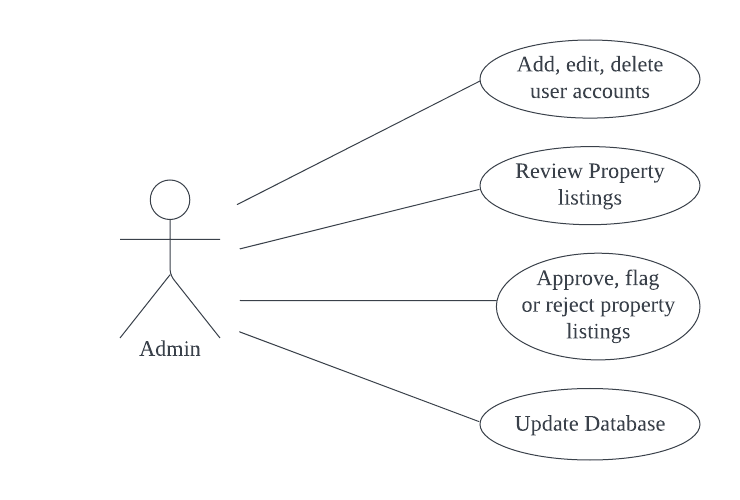 Add, edit, delete
user accounts
Review Property
listings
Approve, flag
or reject property
listings
Admin
Update Database